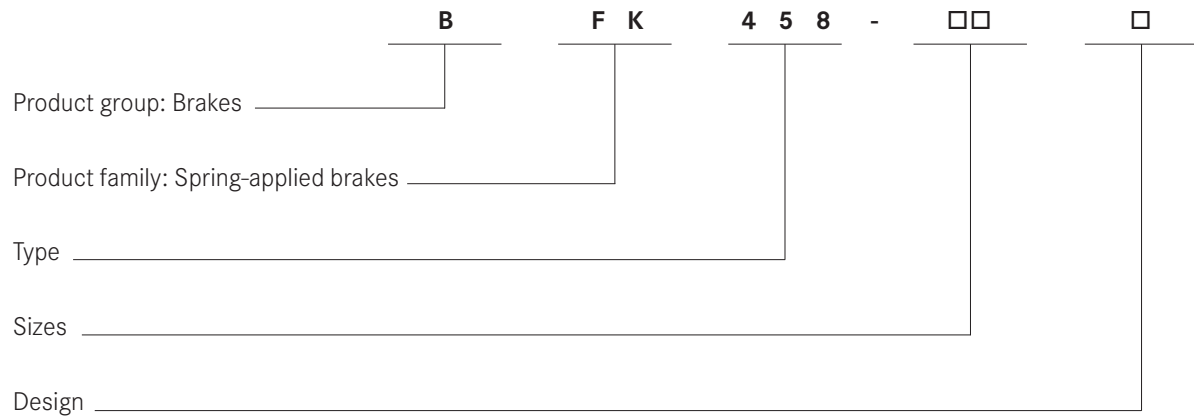 B F K 4 5 8 - □□ □
Product group: Brakes
Product family: Spring-applied brakes
Type
Sizes
Design